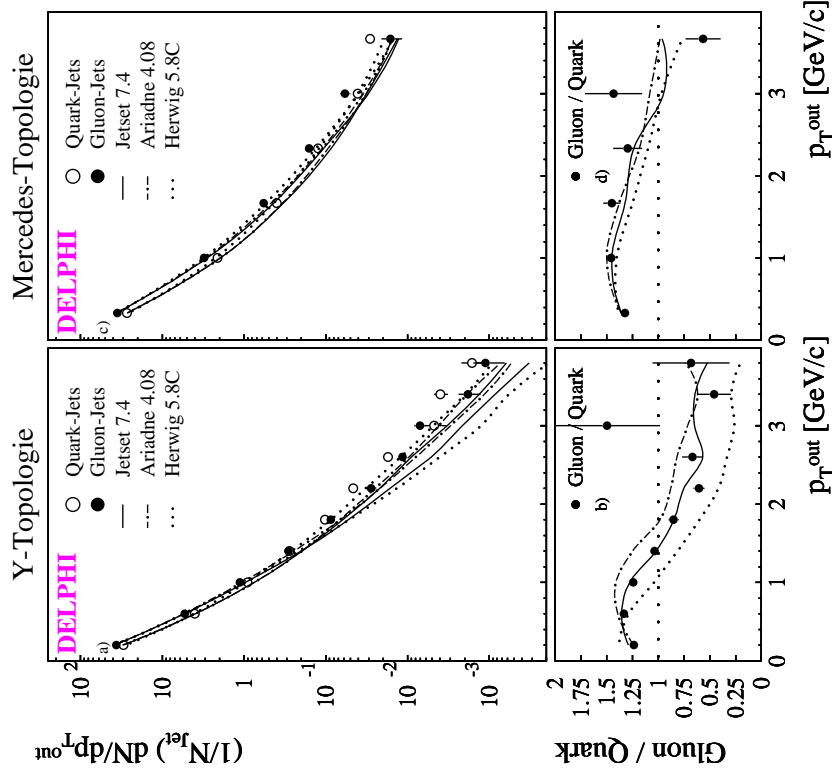 Y-Topologie
DELPHI
a)
Quark-Jets
Gluon-Jets
Jetset 7.4
Ariadne 4.08
Herwig 5.8C
(1/N_Jet) dN/dp_T^out
10^2
10
1
10^-1
10^-2
10^-3
Mercedes-Topologie
DELPHI
c)
Quark-Jets
Gluon-Jets
Jetset 7.4
Ariadne 4.08
Herwig 5.8C
Gluon / Quark
2
1.75
1.5
1.25
1
0.75
0.5
0.25
0
Gluon / Quark
b)
0 1 2 3
p_T^out [GeV/c]
Gluon / Quark
d)
0 1 2 3
p_T^out [GeV/c]